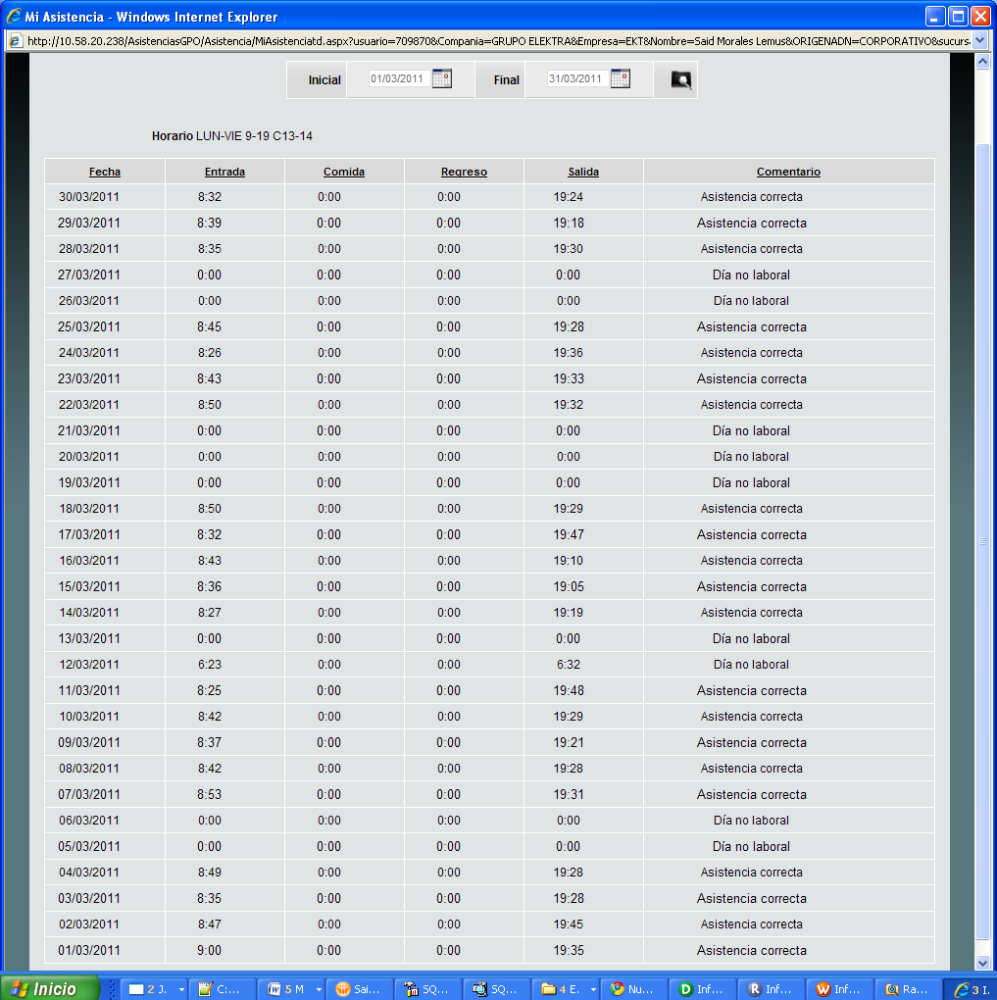 Mi Asistencia - Windows Internet Explorer
http://10.58.20.238/AsistenciasGPO/Asistencia/MiAsistenciatd.aspx?usuario=709870&Compania=GRUPO ELEKTRA&Empresa=EKT&Nombre=Said Morales Lemus&ORIGENADN=CORPORATIVO&sucurs
Inicial 01/03/2011 Final 31/03/2011
Horario LUN-VIE 9-19 C13-14
Fecha Entrada Comida Regreso Salida Comentario
30/03/2011 8:32 0:00 0:00 19:24 Asistencia correcta
29/03/2011 8:39 0:00 0:00 19:18 Asistencia correcta
28/03/2011 8:35 0:00 0:00 19:30 Asistencia correcta
27/03/2011 0:00 0:00 0:00 0:00 Día no laboral
26/03/2011 0:00 0:00 0:00 0:00 Día no laboral
25/03/2011 8:45 0:00 0:00 19:28 Asistencia correcta
24/03/2011 8:26 0:00 0:00 19:36 Asistencia correcta
23/03/2011 8:43 0:00 0:00 19:33 Asistencia correcta
22/03/2011 8:50 0:00 0:00 19:32 Asistencia correcta
21/03/2011 0:00 0:00 0:00 0:00 Día no laboral
20/03/2011 0:00 0:00 0:00 0:00 Día no laboral
19/03/2011 0:00 0:00 0:00 0:00 Día no laboral
18/03/2011 8:50 0:00 0:00 19:29 Asistencia correcta
17/03/2011 8:32 0:00 0:00 19:47 Asistencia correcta
16/03/2011 8:43 0:00 0:00 19:10 Asistencia correcta
15/03/2011 8:36 0:00 0:00 19:05 Asistencia correcta
14/03/2011 8:27 0:00 0:00 19:19 Asistencia correcta
13/03/2011 0:00 0:00 0:00 0:00 Día no laboral
12/03/2011 6:23 0:00 0:00 6:32 Día no laboral
11/03/2011 8:25 0:00 0:00 19:48 Asistencia correcta
10/03/2011 8:42 0:00 0:00 19:29 Asistencia correcta
09/03/2011 8:37 0:00 0:00 19:21 Asistencia correcta
08/03/2011 8:42 0:00 0:00 19:28 Asistencia correcta
07/03/2011 8:53 0:00 0:00 19:31 Asistencia correcta
06/03/2011 0:00 0:00 0:00 0:00 Día no laboral
05/03/2011 0:00 0:00 0:00 0:00 Día no laboral
04/03/2011 8:49 0:00 0:00 19:28 Asistencia correcta
03/03/2011 8:35 0:00 0:00 19:28 Asistencia correcta
02/03/2011 8:47 0:00 0:00 19:45 Asistencia correcta
01/03/2011 9:00 0:00 0:00 19:35 Asistencia correcta
Inicio 2 J. C:... 5 M Sai... SQ... SQ... 4 E. Nu... D Inf... R Inf... W Inf... Ra... 3 I.